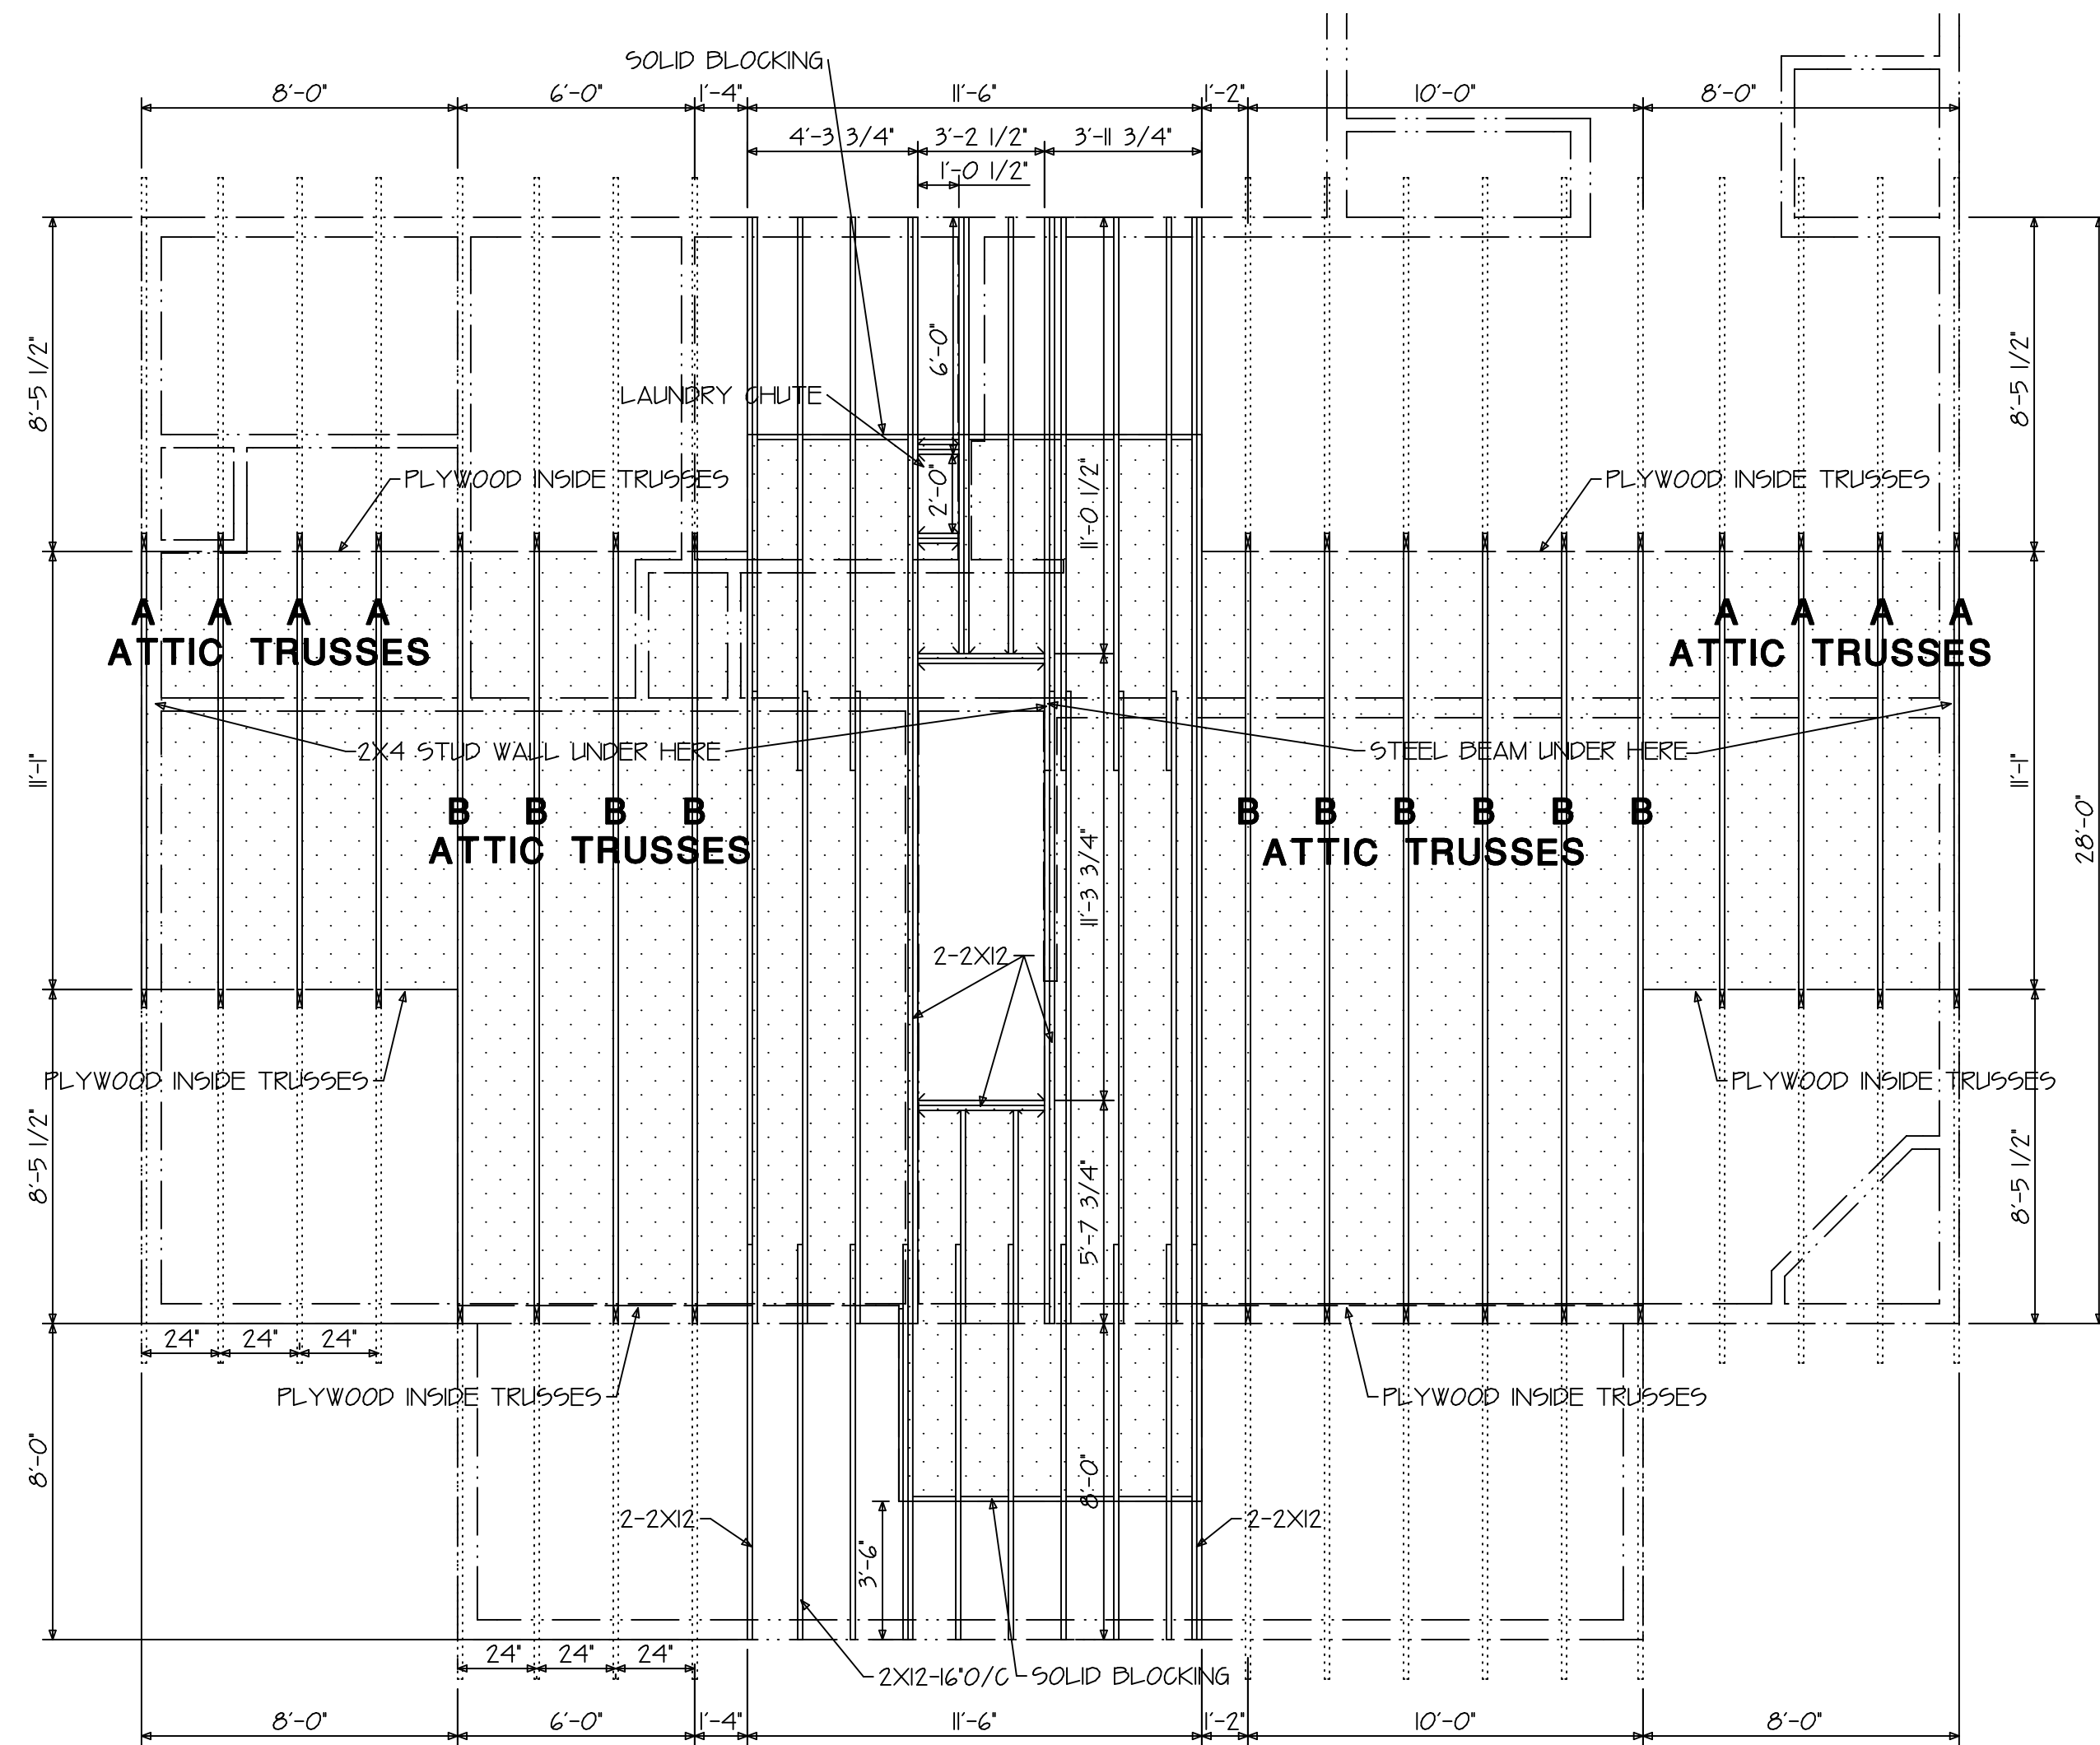 SOLID BLOCKING
8'-0" 6'-0" 1'-4" 11'-6" 1'-2" 10'-0" 8'-0"
4'-3 3/4" 3'-2 1/2" 3'-11 3/4"
1'-0 1/2"
8'-5 1/2"
6'-0"
8'-5 1/2"
LAUNDRY CHUTE
PLYWOOD INSIDE TRUSSES
2'-0"
11'-0 1/2"
PLYWOOD INSIDE TRUSSES
A A A A
ATTIC TRUSSES
A A A A
ATTIC TRUSSES
2X4 STUD WALL UNDER HERE
STEEL BEAM UNDER HERE
11'-1"
11'-1"
B B B B
ATTIC TRUSSES
B B B B B B
ATTIC TRUSSES
28'-0"
11'-3 3/4"
2-2X12
PLYWOOD INSIDE TRUSSES
PLYWOOD INSIDE TRUSSES
8'-5 1/2"
5'-7 3/4"
8'-5 1/2"
24" 24" 24"
PLYWOOD INSIDE TRUSSES
PLYWOOD INSIDE TRUSSES
8'-0"
8'-0"
2-2X12
2-2X12
3'-6"
24" 24" 24"
2X12-16"O/C
SOLID BLOCKING
8'-0" 6'-0" 1'-4" 11'-6" 1'-2" 10'-0" 8'-0"